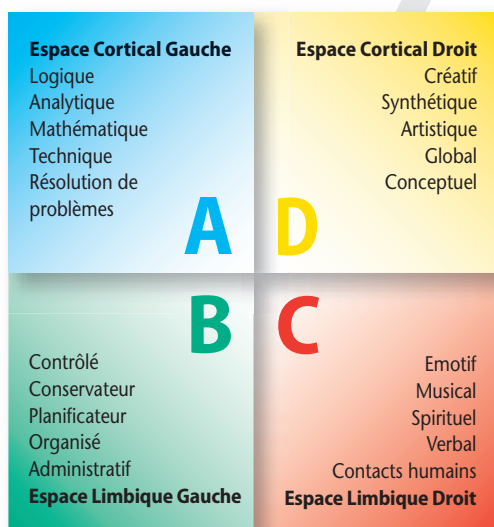 Espace Cortical Gauche
Logique
Analytique
Mathématique
Technique
Résolution de
problèmes
A
Espace Cortical Droit
Créatif
Synthétique
Artistique
Global
Conceptuel
D
B
Contrôlé
Conservateur
Planificateur
Organisé
Administratif
Espace Limbique Gauche
C
Emotif
Musical
Spirituel
Verbal
Contacts humains
Espace Limbique Droit